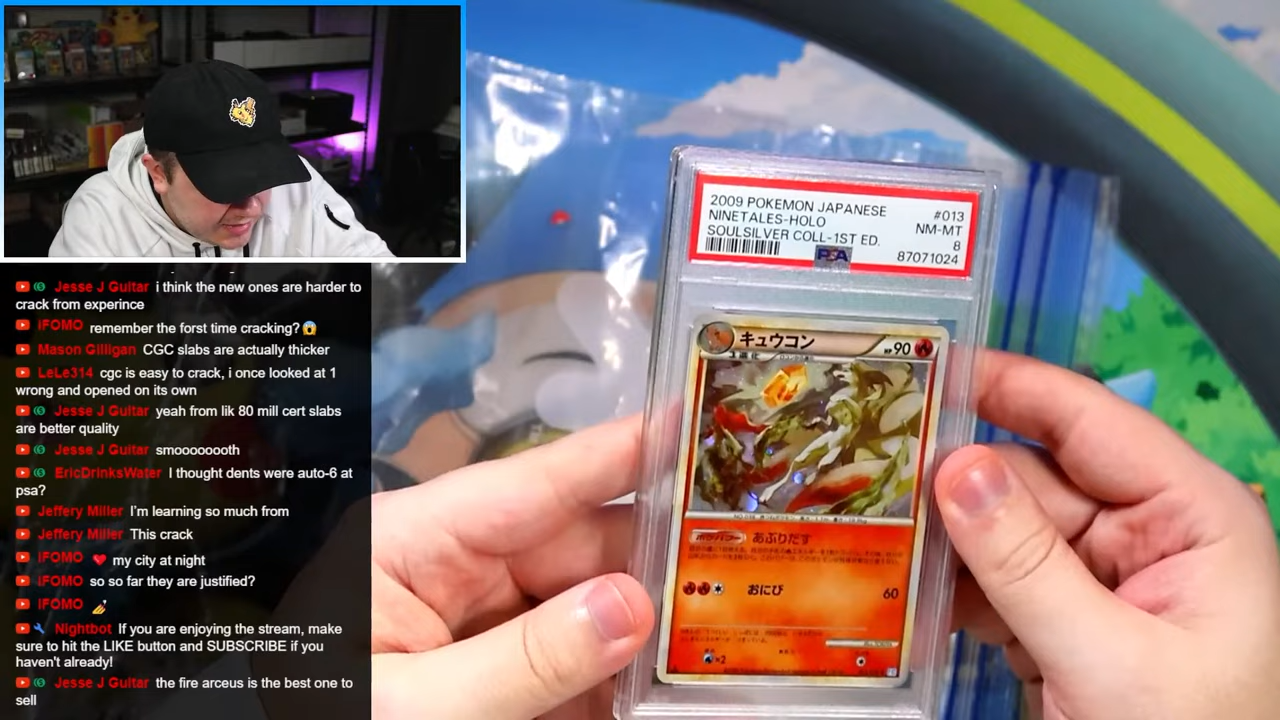 Jesse J Guitar i think the new ones are harder to
crack from experince
iFOMO remember the forst time cracking?😱
Mason Gilligan CGC slabs are actually thicker
LeLe314 cgc is easy to crack, i once looked at 1
wrong and opened on its own
Jesse J Guitar yeah from lik 80 mill cert slabs
are better quality
Jesse J Guitar smooooooth
EricDrinksWater I thought dents were auto-6 at
psa?
Jeffery Miller I'm learning so much from
Jeffery Miller This crack
iFOMO ❤️ my city at night
iFOMO so so far they are justified?
iFOMO 💅
Nightbot If you are enjoying the stream, make
sure to hit the LIKE button and SUBSCRIBE if you
haven't already!
Jesse J Guitar the fire arceus is the best one to
sell
2009 POKEMON JAPANESE #013
NINETALES-HOLO NM-MT
SOULSILVER COLL-1ST ED. 8
PSA 87071024
キュウコン HP90
1進化
あぶりだす
おにび 60
×2